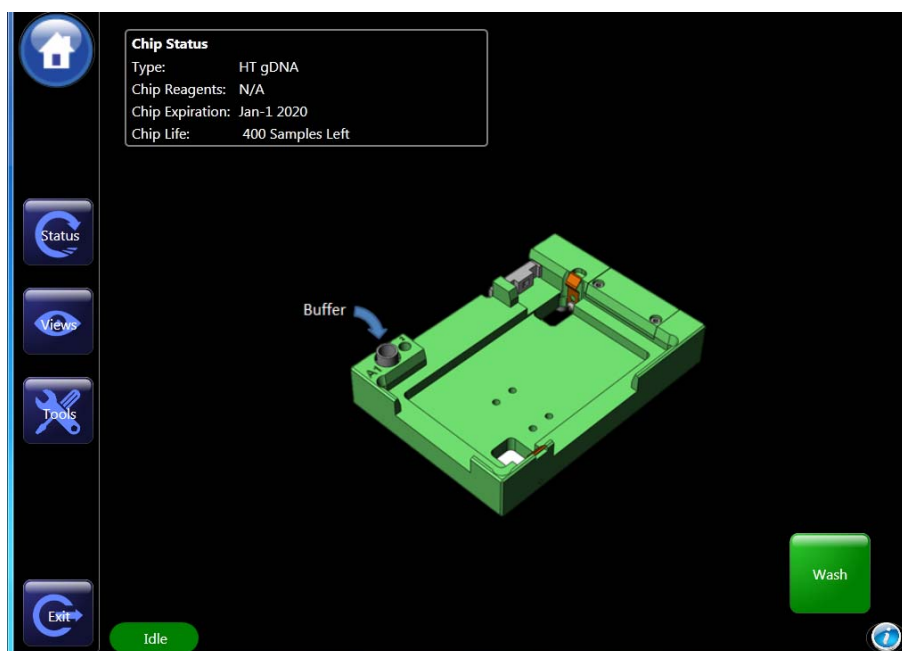 Chip Status
Type: HT gDNA
Chip Reagents: N/A
Chip Expiration: Jan-1 2020
Chip Life: 400 Samples Left
Status
Buffer
A1
Views
Tools
Wash
Exit
Idle